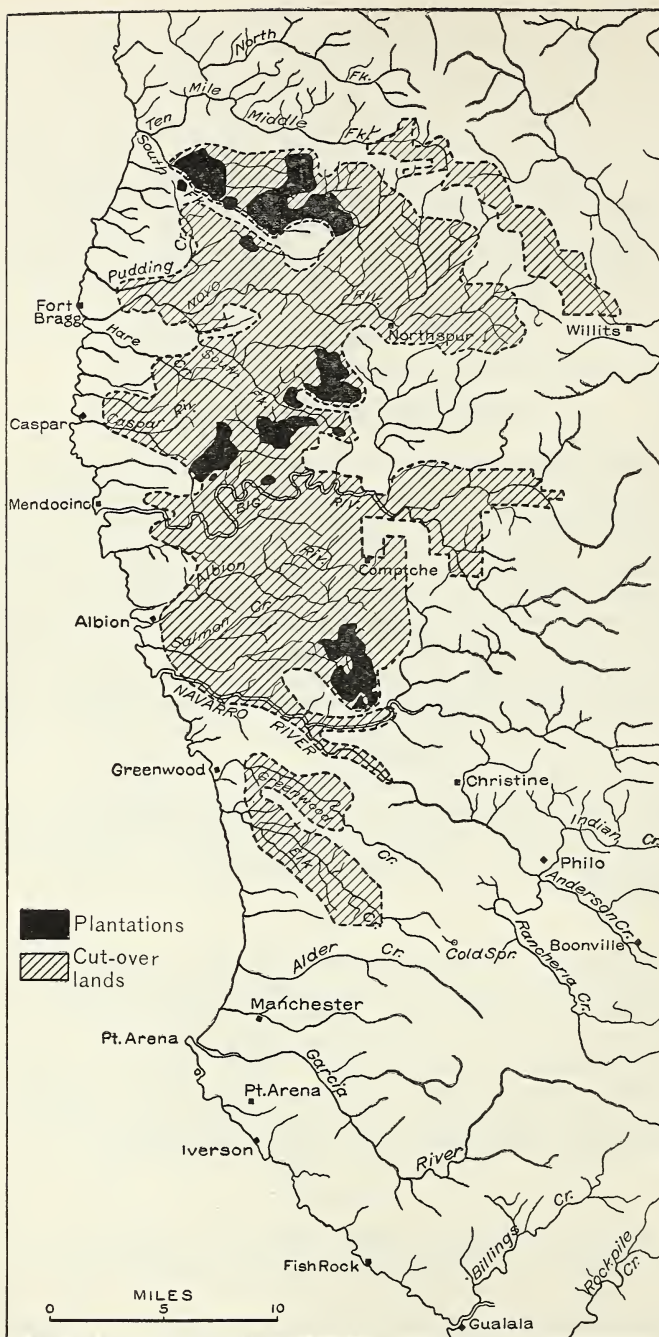 North
Fk.
Ten Mile Middle Fk.
South
Cr.
Pudding
Noyo Riv.
Fort Bragg
Northspur
Willits
Hare Cr.
South Fk.
Caspar
Caspar Riv.
Mendocino
BIG Riv.
Comptche
Albion Riv.
Albion
Salmon Cr.
NAVARRO RIVER
Greenwood
Greenwood Cr.
Christine
Indian Cr.
Philo
Elk Cr.
Anderson Cr.
Plantations
Cut-over
lands
Cold Spr.
Rancheria Cr.
Boonville
Alder Cr.
Manchester
Pt. Arena
Garcia River
Pt. Arena
Iverson
Billings Cr.
Rockpile Cr.
Fish Rock
MILES
0 5 10
Gualala